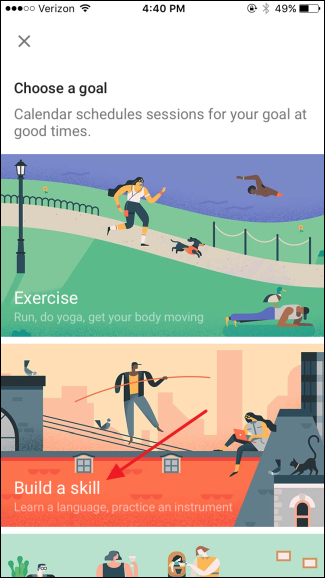 Verizon 4:40 PM 49%
Choose a goal
Calendar schedules sessions for your goal at
good times.
Exercise
Run, do yoga, get your body moving
Build a skill
Learn a language, practice an instrument